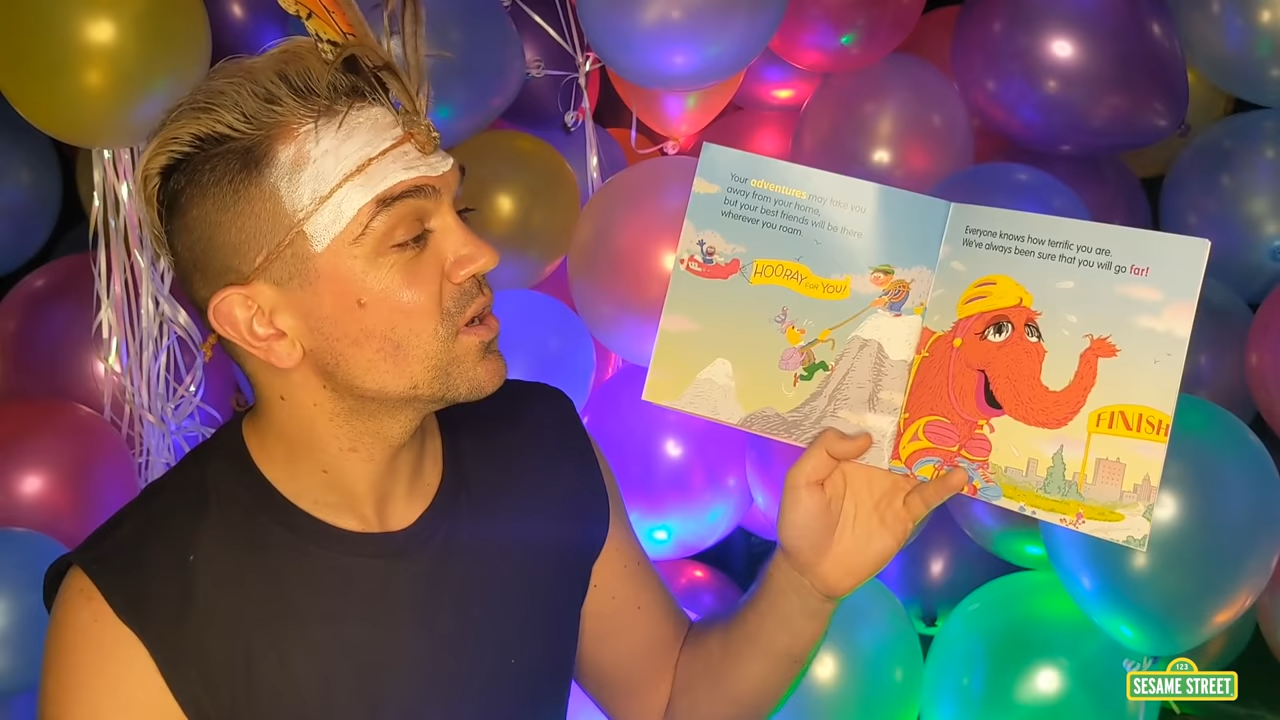 Your adventures may take you
away from your home,
but your best friends will be there
wherever you roam.
HOORAY FOR YOU!
Everyone knows how terrific you are.
We've always been sure that you will go far!
FINISH
123
SESAME STREET